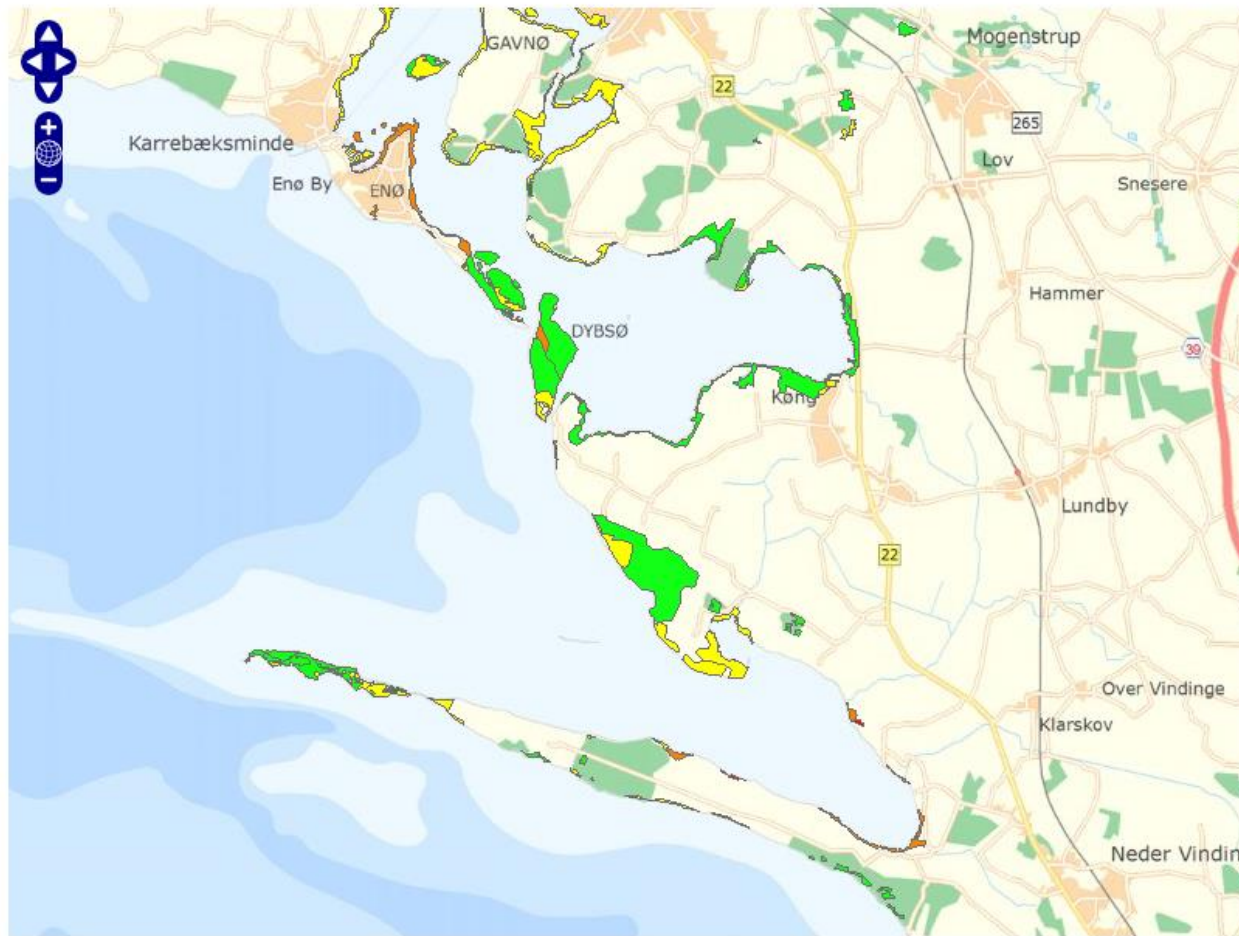 GAVNØ
Mogenstrup
22
265
Karrebæksminde
Lov
Enø By
ENØ
Snesere
Hammer
DYBSØ
39
Køng
Lundby
22
Over Vindinge
Klarskov
Neder Vindin